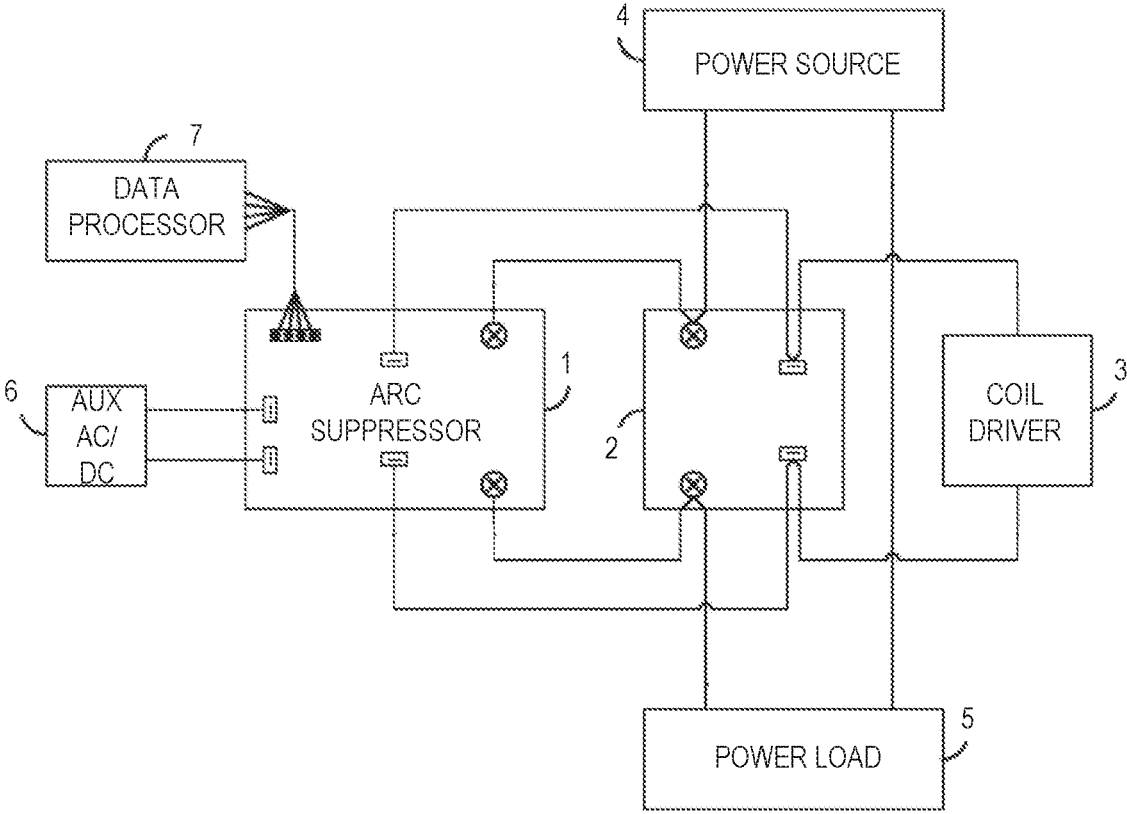 4
POWER SOURCE
7
DATA
PROCESSOR
1
ARC
SUPPRESSOR
6
AUX
AC/
DC
2
3
COIL
DRIVER
5
POWER LOAD